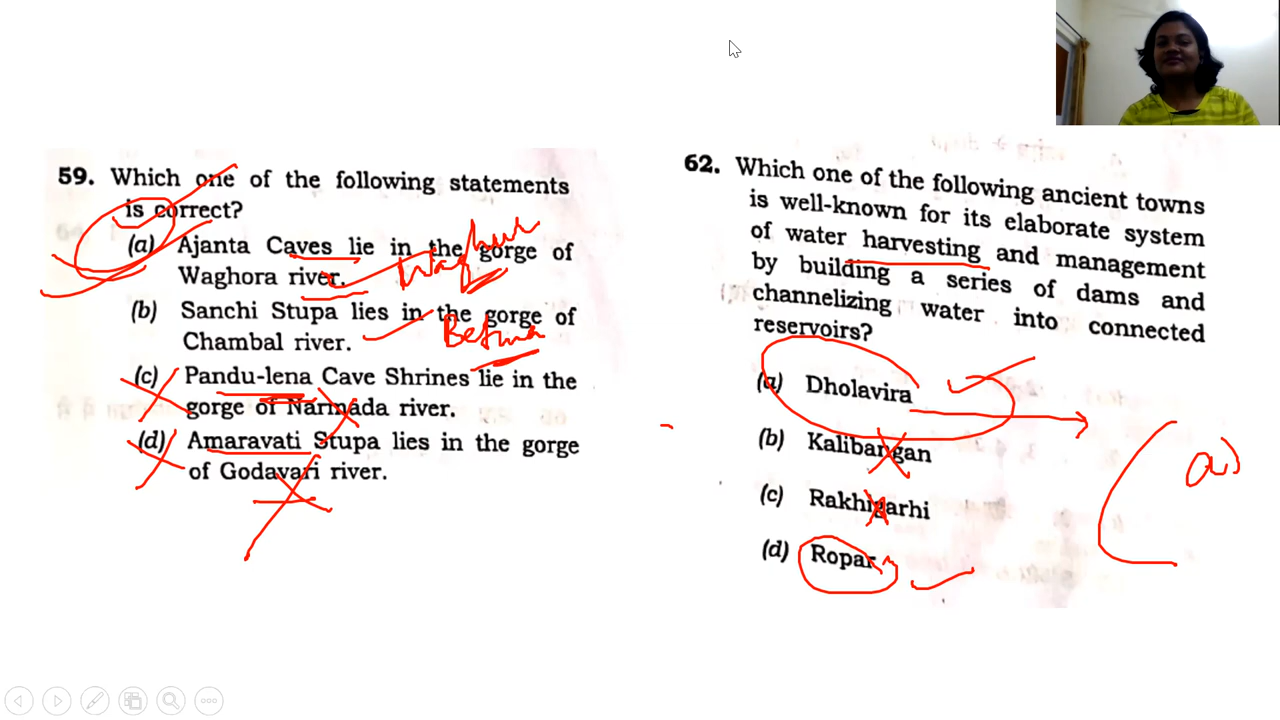 59. Which one of the following statements
is correct?
(a) Ajanta Caves lie in the gorge of
Waghora river.
Waghur
(b) Sanchi Stupa lies in the gorge of
Chambal river.
Betwa
(c) Pandu-lena Cave Shrines lie in the
gorge of Narmada river.
(d) Amaravati Stupa lies in the gorge
of Godavari river.
62. Which one of the following ancient towns
is well-known for its elaborate system
of water harvesting and management
by building a series of dams and
channelizing water into connected
reservoirs?
(a) Dholavira
(b) Kalibangan
(c) Rakhigarhi
(d) Ropar